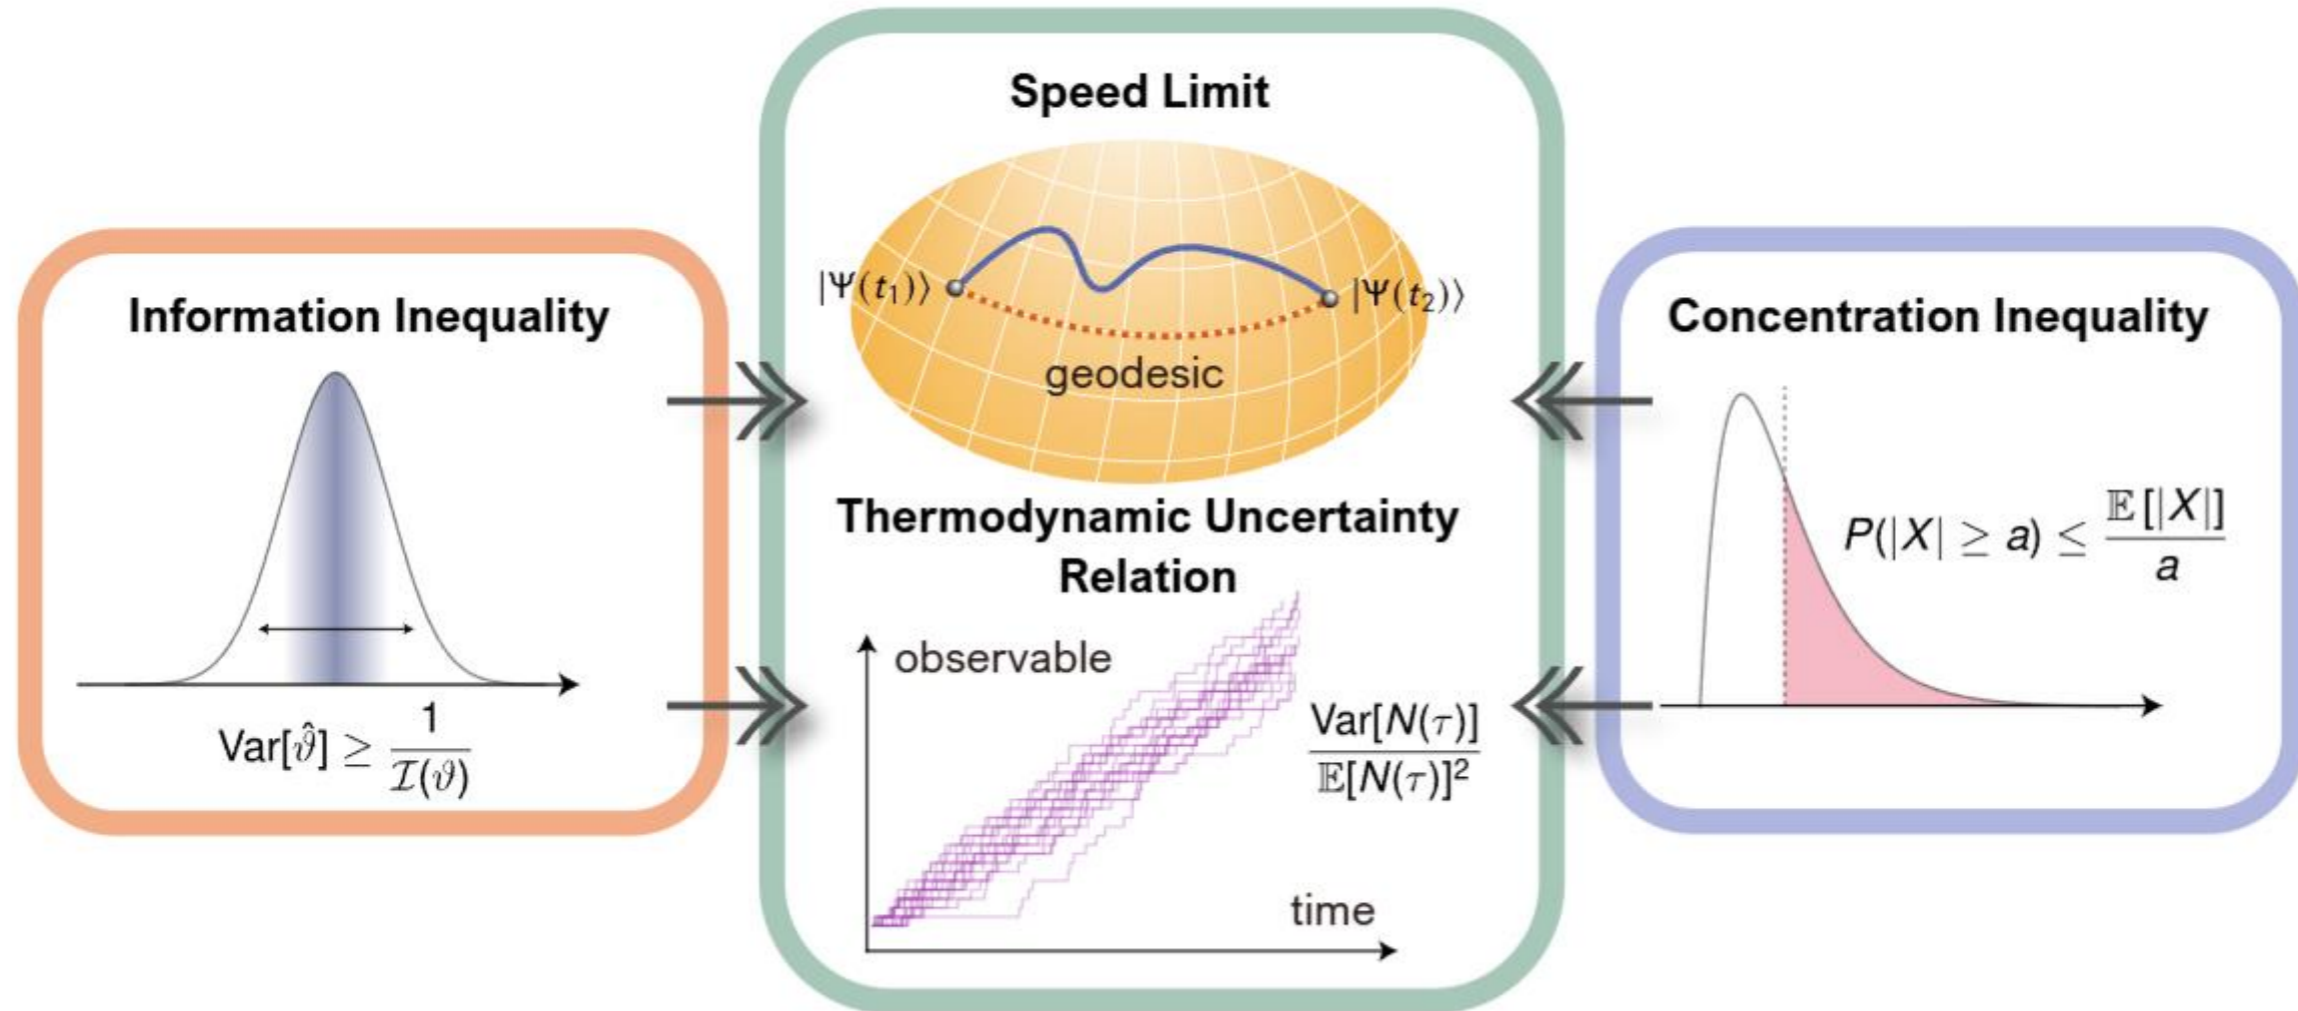 Information Inequality
Var[ϑ̂] ≥ 1/ℐ(ϑ)
Speed Limit
|Ψ(t₁)⟩
|Ψ(t₂)⟩
geodesic
Thermodynamic Uncertainty
Relation
observable
Var[N(τ)]/𝔼[N(τ)]²
time
Concentration Inequality
P(|X| ≥ a) ≤ 𝔼[|X|]/a